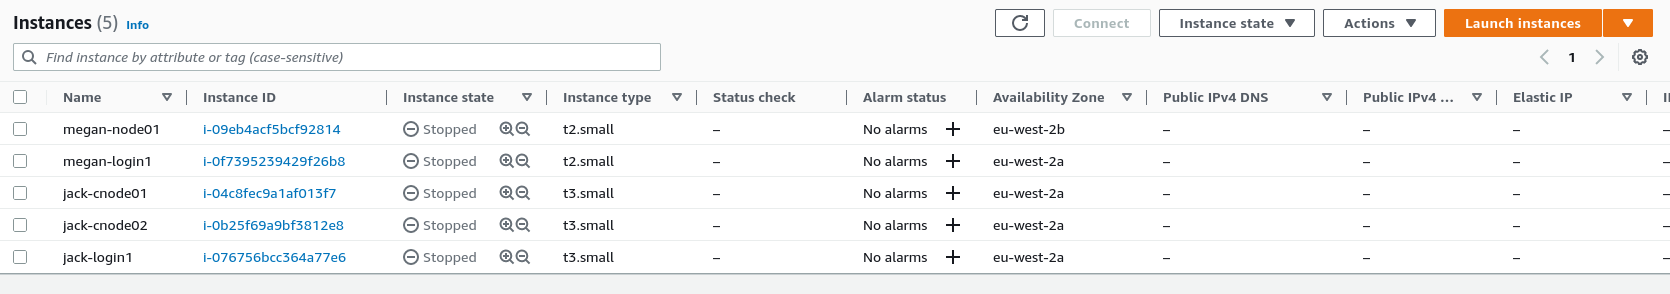 Instances (5) Info Connect Instance state Actions Launch instances
Find instance by attribute or tag (case-sensitive) 1
Name Instance ID Instance state Instance type Status check Alarm status Availability Zone Public IPv4 DNS Public IPv4 ... Elastic IP
megan-node01 i-09eb4acf5bcf92814 Stopped t2.small – No alarms + eu-west-2b – – – –
megan-login1 i-0f7395239429f26b8 Stopped t2.small – No alarms + eu-west-2a – – – –
jack-cnode01 i-04c8fec9a1af013f7 Stopped t3.small – No alarms + eu-west-2a – – – –
jack-cnode02 i-0b25f69a9bf3812e8 Stopped t3.small – No alarms + eu-west-2a – – – –
jack-login1 i-076756bcc364a77e6 Stopped t3.small – No alarms + eu-west-2a – – – –